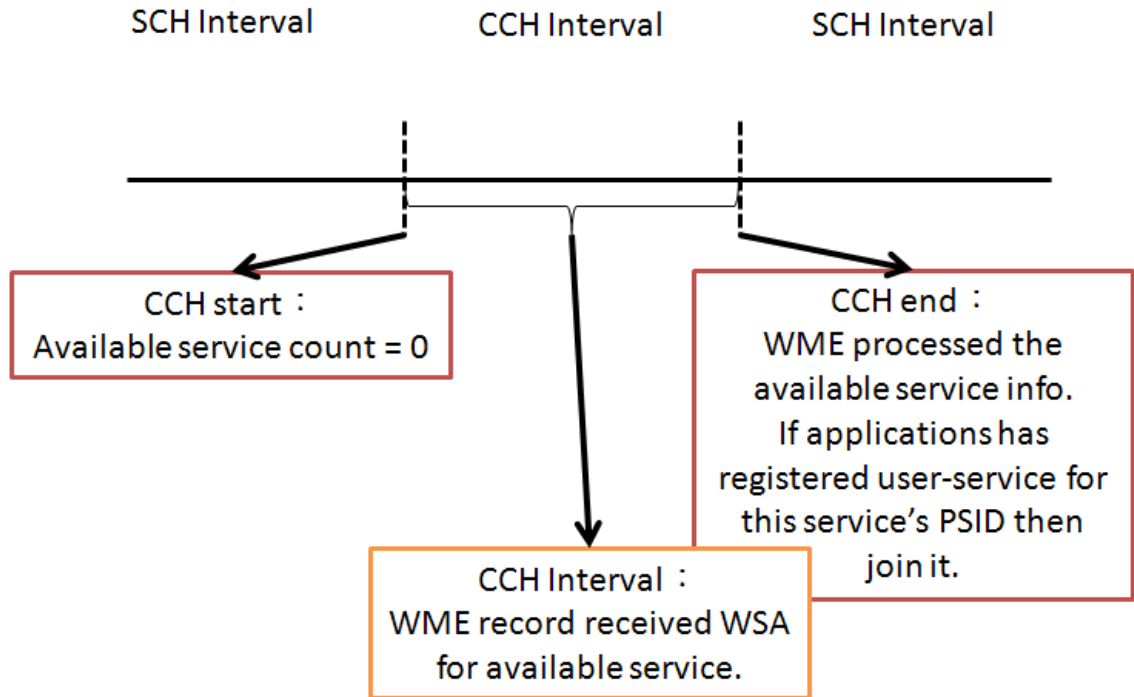 SCH Interval
CCH Interval
SCH Interval
CCH start：
Available service count = 0
CCH end：
WME processed the
available service info.
If applications has
registered user-service for
this service's PSID then
join it.
CCH Interval：
WME record received WSA
for available service.